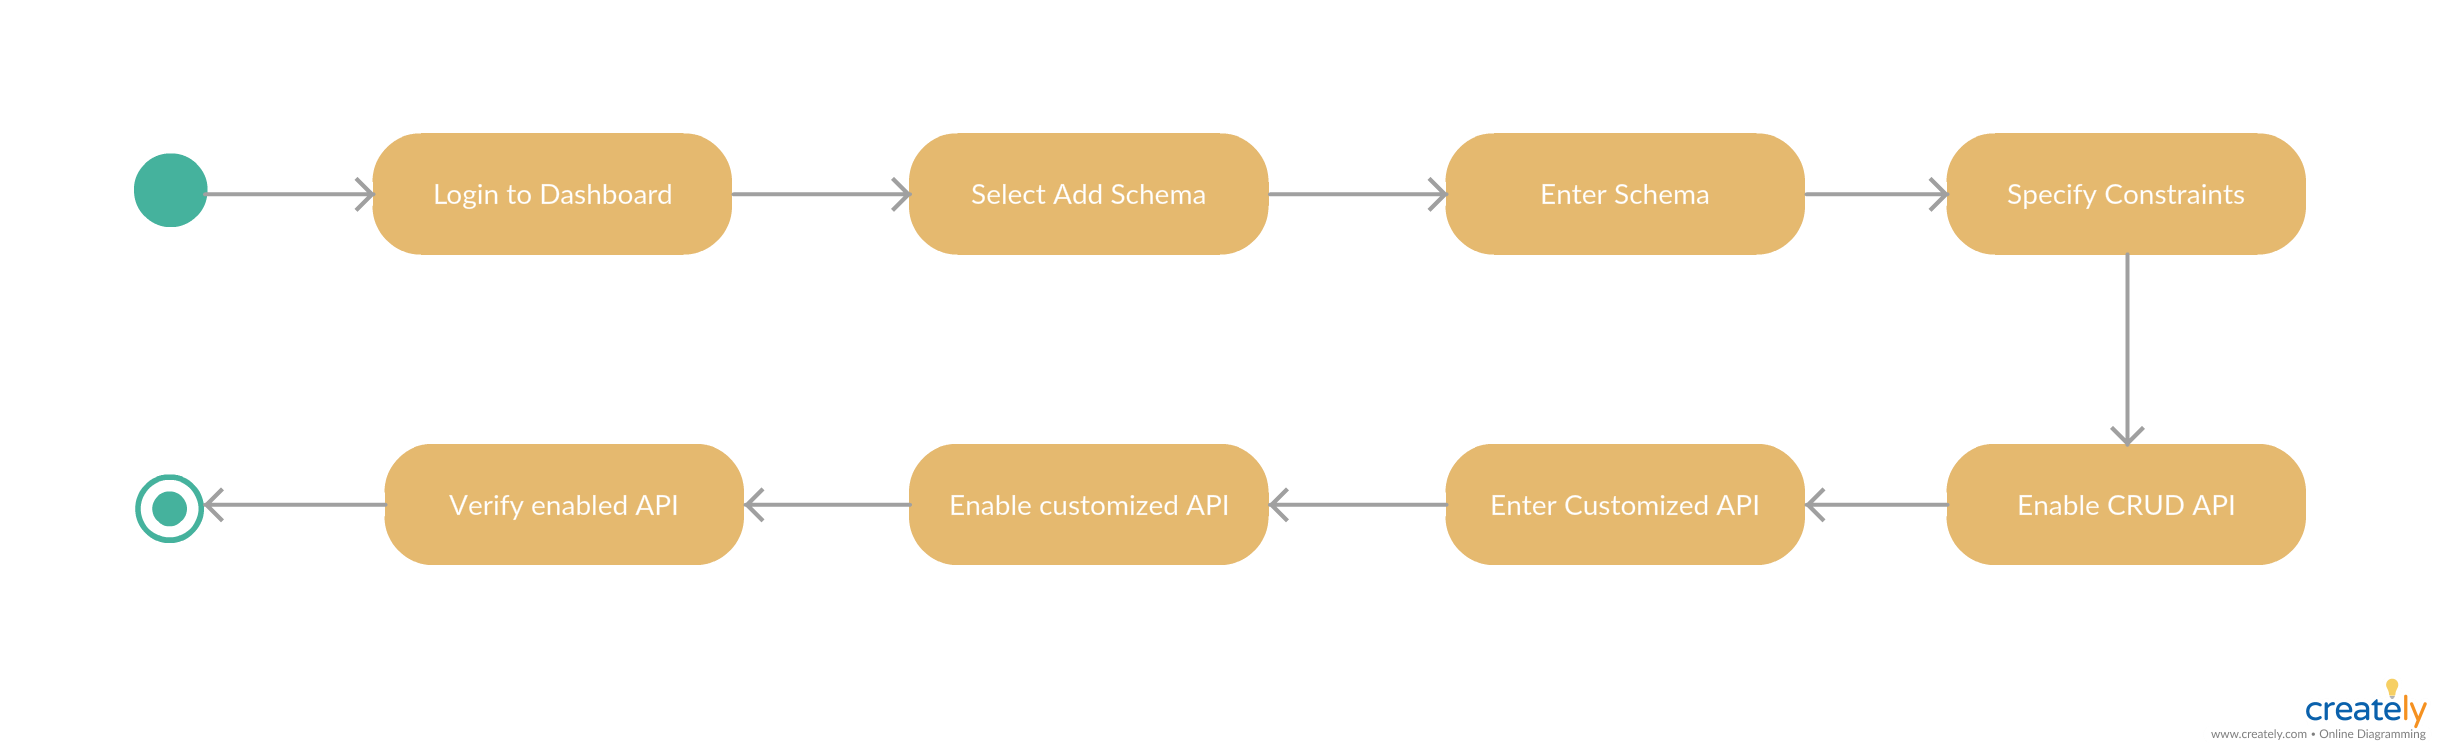 Login to Dashboard
Select Add Schema
Enter Schema
Specify Constraints
Verify enabled API
Enable customized API
Enter Customized API
Enable CRUD API
creately
www.creately.com • Online Diagramming